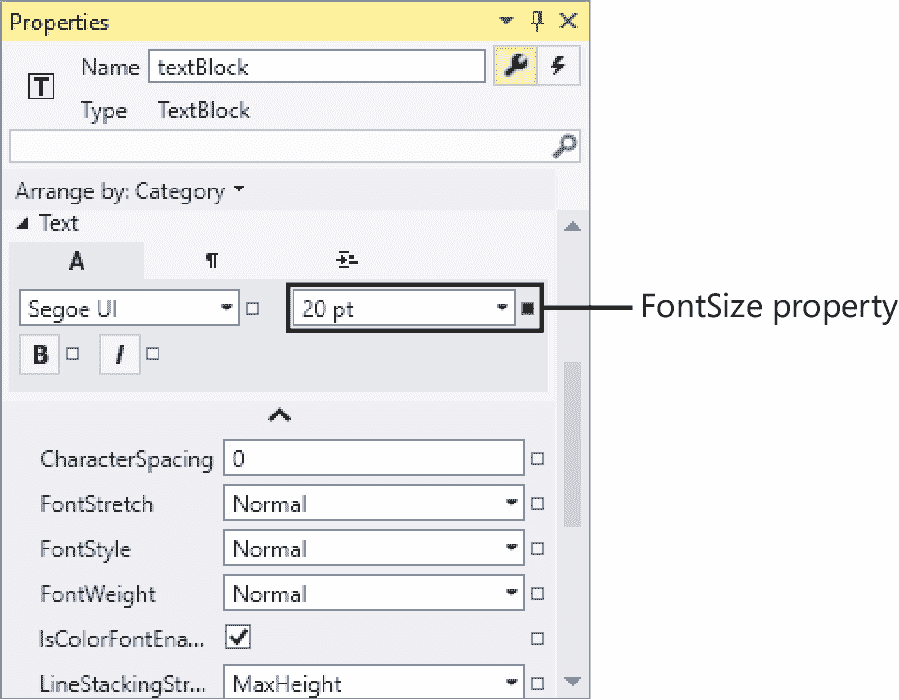 Properties
T
Name textBlock
Type TextBlock
Arrange by: Category
Text
A ¶
Segoe UI 20 pt FontSize property
B I
CharacterSpacing 0
FontStretch Normal
FontStyle Normal
FontWeight Normal
IsColorFontEna...
LineStackingStr... MaxHeight